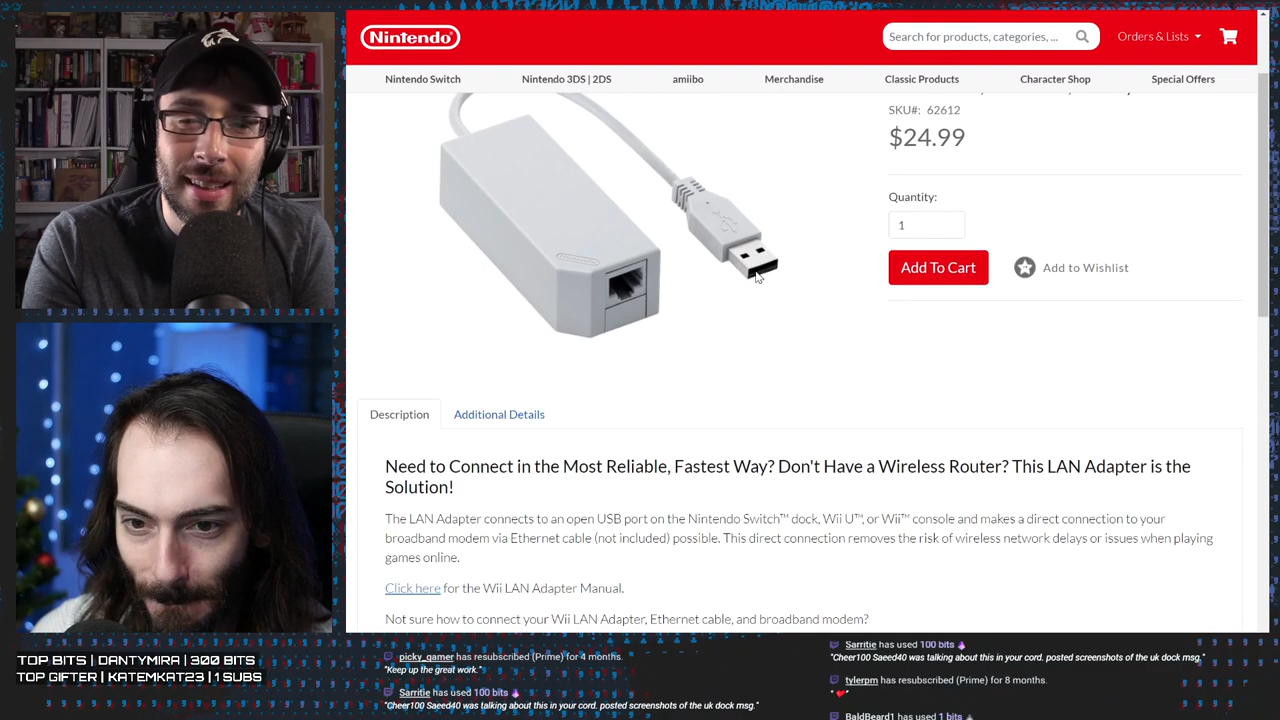 Nintendo
Search for products, categories, ...
Orders & Lists
Nintendo Switch
Nintendo 3DS | 2DS
amiibo
Merchandise
Classic Products
Character Shop
Special Offers
SKU#: 62612
$24.99
Quantity:
1
Add To Cart
Add to Wishlist
Description
Additional Details
Need to Connect in the Most Reliable, Fastest Way? Don't Have a Wireless Router? This LAN Adapter is the
Solution!
The LAN Adapter connects to an open USB port on the Nintendo Switch™ dock, Wii U™, or Wii™ console and makes a direct connection to your
broadband modem via Ethernet cable (not included) possible. This direct connection removes the risk of wireless network delays or issues when playing
games online.
Click here for the Wii LAN Adapter Manual.
Not sure how to connect your Wii LAN Adapter, Ethernet cable, and broadband modem?
TOP BITS | DANTYMIRA | 300 BITS
TOP GIFTER | KATEMKAT23 | 1 SUBS
picky_gamer has resubscribed (Prime) for 4 months.
"Keep up the great work."
Sarritie has used 100 bits
"Cheer100 Saeed40 was talking about this in your cord. posted screenshots of the uk dock msg."
Sarritie has used 100 bits
"Cheer100 Saeed40 was talking about this in your cord. posted screenshots of the uk dock msg."
tylerpm has resubscribed (Prime) for 8 months.
"❤"
BaldBeard1 has used 1 bits